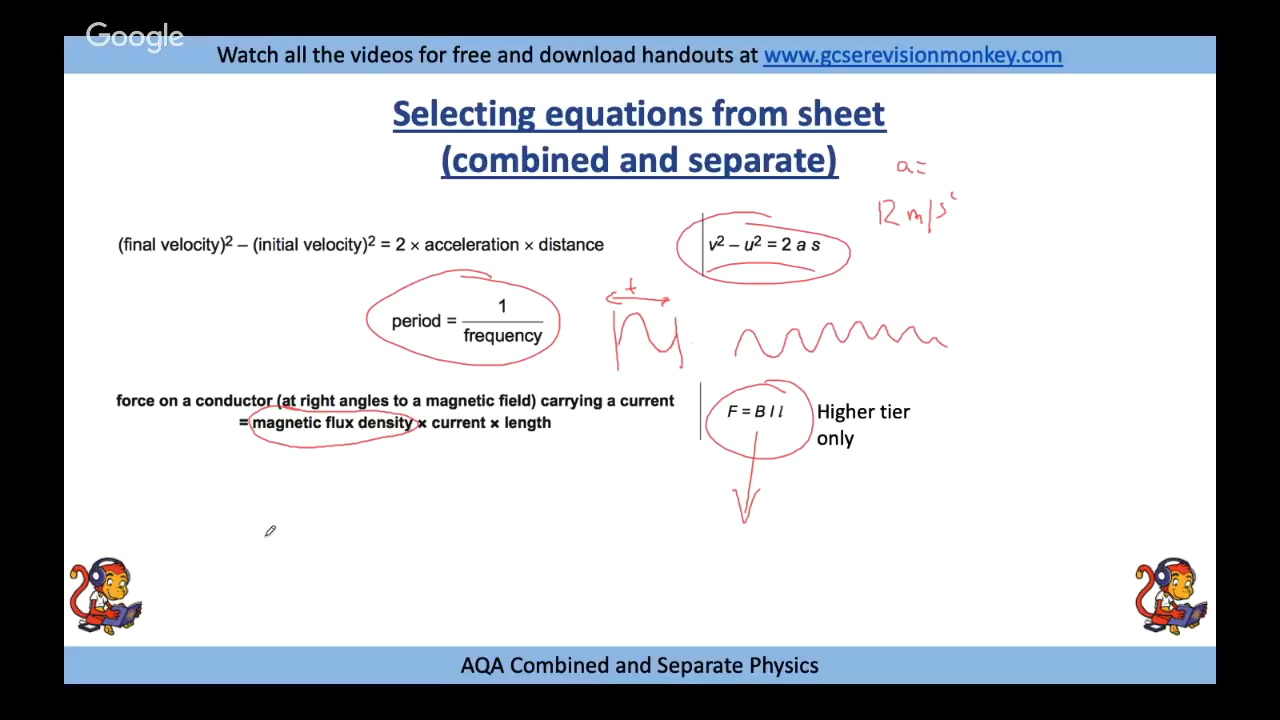 Google
Watch all the videos for free and download handouts at www.gcserevisionmonkey.com
Selecting equations from sheet
(combined and separate)
a=
12 m/s²
(final velocity)² – (initial velocity)² = 2 × acceleration × distance
v² – u² = 2 a s
t
period = 1 / frequency
force on a conductor (at right angles to a magnetic field) carrying a current
= magnetic flux density × current × length
F = B I l
Higher tier
only
AQA Combined and Separate Physics